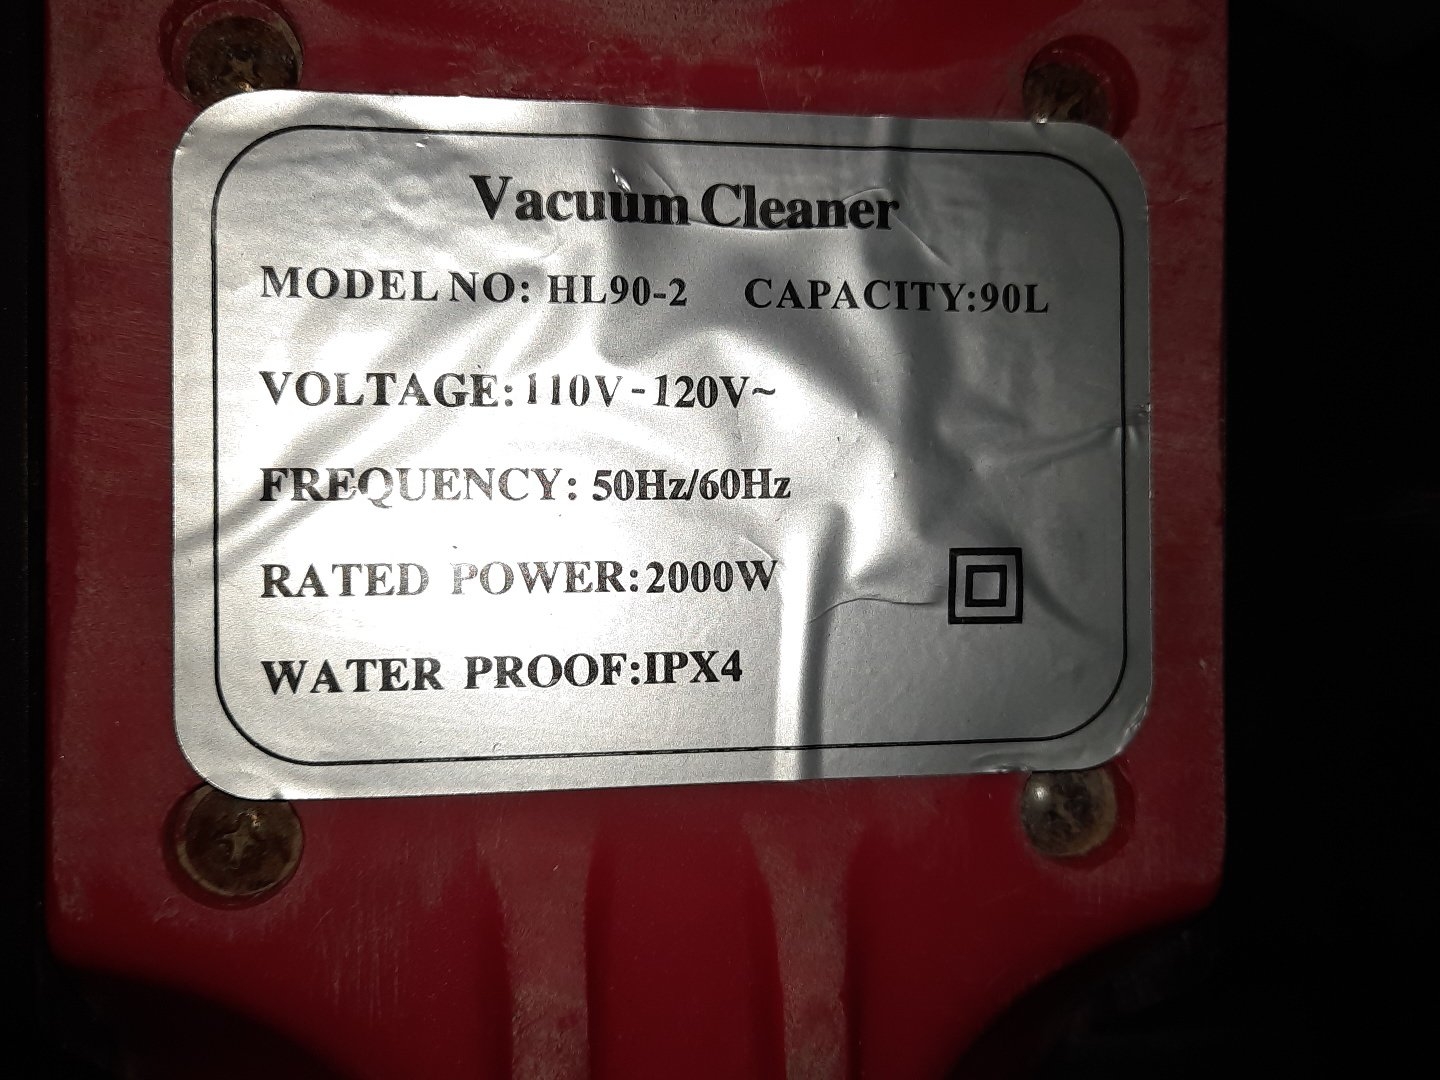 Vacuum Cleaner
MODEL NO: HL90-2 CAPACITY:90L
VOLTAGE: 110V-120V~
FREQUENCY: 50Hz/60Hz
RATED POWER:2000W
WATER PROOF:IPX4